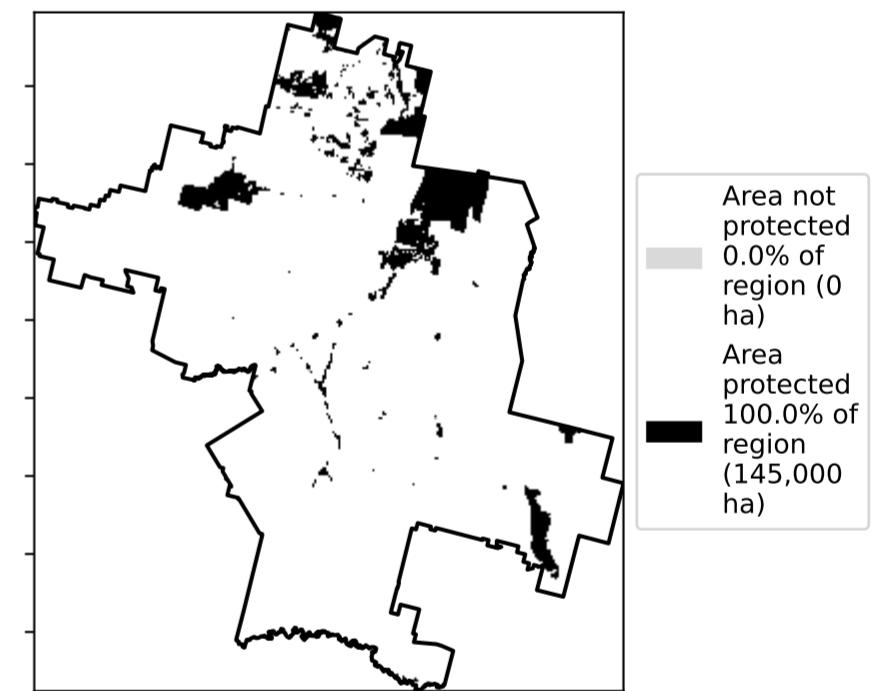 Area not
protected
0.0% of
region (0
ha)
Area
protected
100.0% of
region
(145,000
ha)